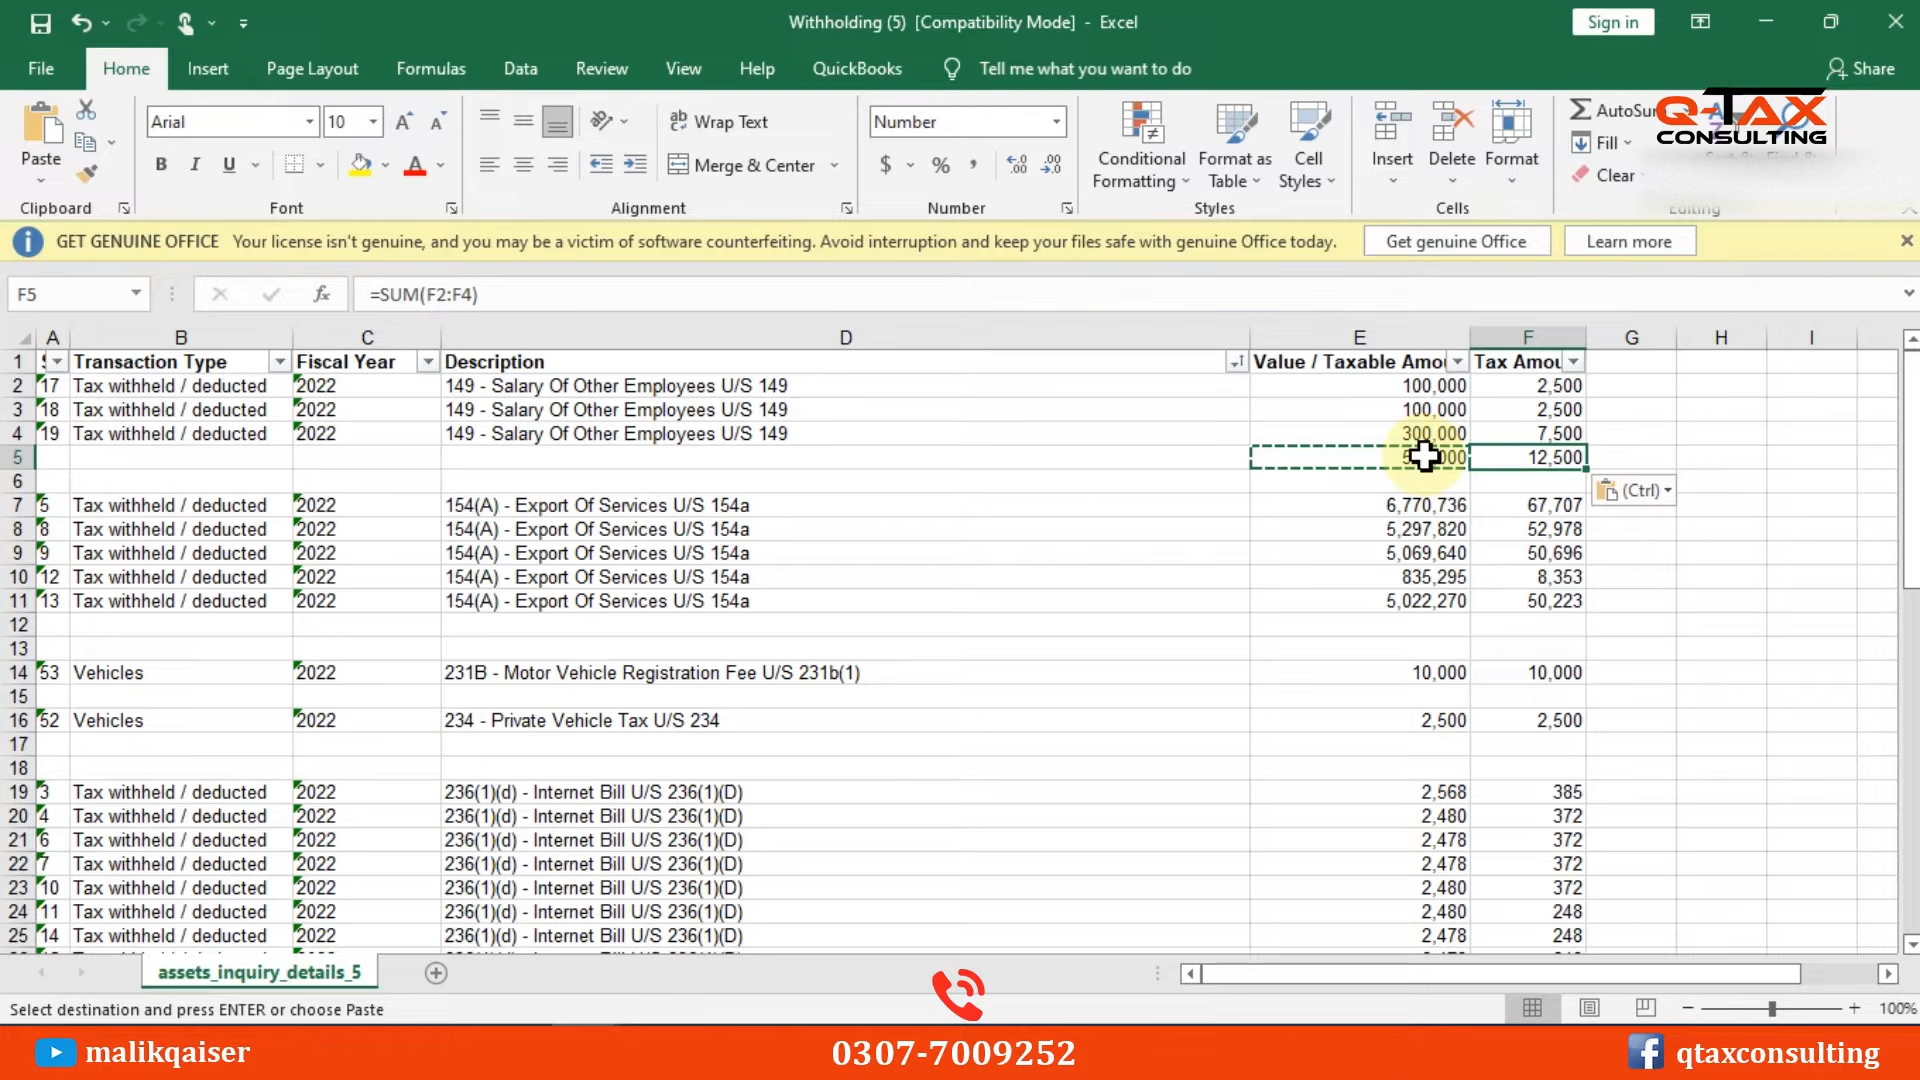 Withholding (5) [Compatibility Mode] - Excel
Sign in
File Home Insert Page Layout Formulas Data Review View Help QuickBooks Tell me what you want to do Share
Paste
Arial 10
Wrap Text
Number
Conditional Formatting
Format as Table
Cell Styles
Insert Delete Format
B I U
Merge & Center
$ % ,
Fill
Clear
Q-TAX
CONSULTING
Clipboard Font Alignment Number Styles Cells Editing
GET GENUINE OFFICE Your license isn't genuine, and you may be a victim of software counterfeiting. Avoid interruption and keep your files safe with genuine Office today. Get genuine Office Learn more
F5 fx =SUM(F2:F4)
A B C D E F G H I
1 Transaction Type Fiscal Year Description Value / Taxable Tax
2 17 Tax withheld / deducted 2022 149 - Salary Of Other Employees U/S 149 100,000 2,500
3 18 Tax withheld / deducted 2022 149 - Salary Of Other Employees U/S 149 100,000 2,500
4 19 Tax withheld / deducted 2022 149 - Salary Of Other Employees U/S 149 300,000 7,500
5 12,500
6
(Ctrl)
7 5 Tax withheld / deducted 2022 154(A) - Export Of Services U/S 154a 6,770,736 67,707
8 8 Tax withheld / deducted 2022 154(A) - Export Of Services U/S 154a 5,297,820 52,978
9 9 Tax withheld / deducted 2022 154(A) - Export Of Services U/S 154a 5,069,640 50,696
10 12 Tax withheld / deducted 2022 154(A) - Export Of Services U/S 154a 835,295 8,353
11 13 Tax withheld / deducted 2022 154(A) - Export Of Services U/S 154a 5,022,270 50,223
12
13
14 53 Vehicles 2022 231B - Motor Vehicle Registration Fee U/S 231b(1) 10,000 10,000
15
16 52 Vehicles 2022 234 - Private Vehicle Tax U/S 234 2,500 2,500
17
18
19 3 Tax withheld / deducted 2022 236(1)(d) - Internet Bill U/S 236(1)(D) 2,568 385
20 4 Tax withheld / deducted 2022 236(1)(d) - Internet Bill U/S 236(1)(D) 2,480 372
21 6 Tax withheld / deducted 2022 236(1)(d) - Internet Bill U/S 236(1)(D) 2,478 372
22 7 Tax withheld / deducted 2022 236(1)(d) - Internet Bill U/S 236(1)(D) 2,478 372
23 10 Tax withheld / deducted 2022 236(1)(d) - Internet Bill U/S 236(1)(D) 2,480 372
24 11 Tax withheld / deducted 2022 236(1)(d) - Internet Bill U/S 236(1)(D) 2,480 248
25 14 Tax withheld / deducted 2022 236(1)(d) - Internet Bill U/S 236(1)(D) 2,478 248
assets_inquiry_details_5
Select destination and press ENTER or choose Paste
100%
malikqaiser 0307-7009252 qtaxconsulting